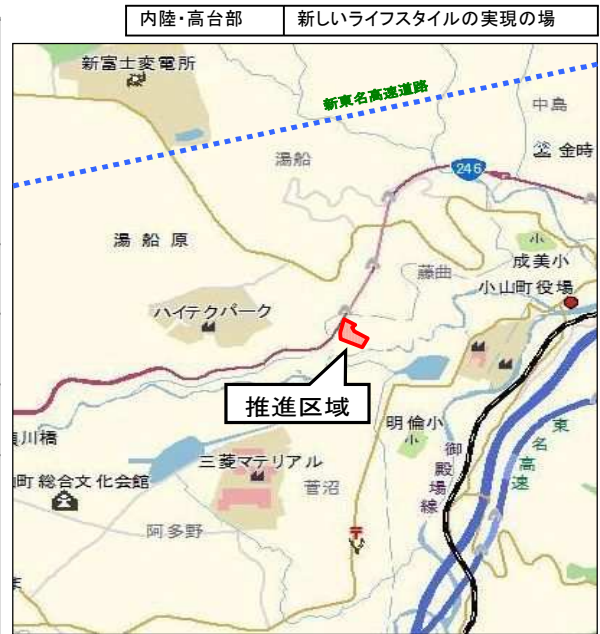 内陸・高台部 新しいライフスタイルの実現の場
新富士変電所
新東名高速道路
中島
湯船
金時
246
湯船原
小
成美小
藤曲
小山町役場
ハイテクパーク
推進区域
川橋
明倫小
小
御殿場線
東名高速
三菱マテリアル
町総合文化会館
菅沼
阿多野